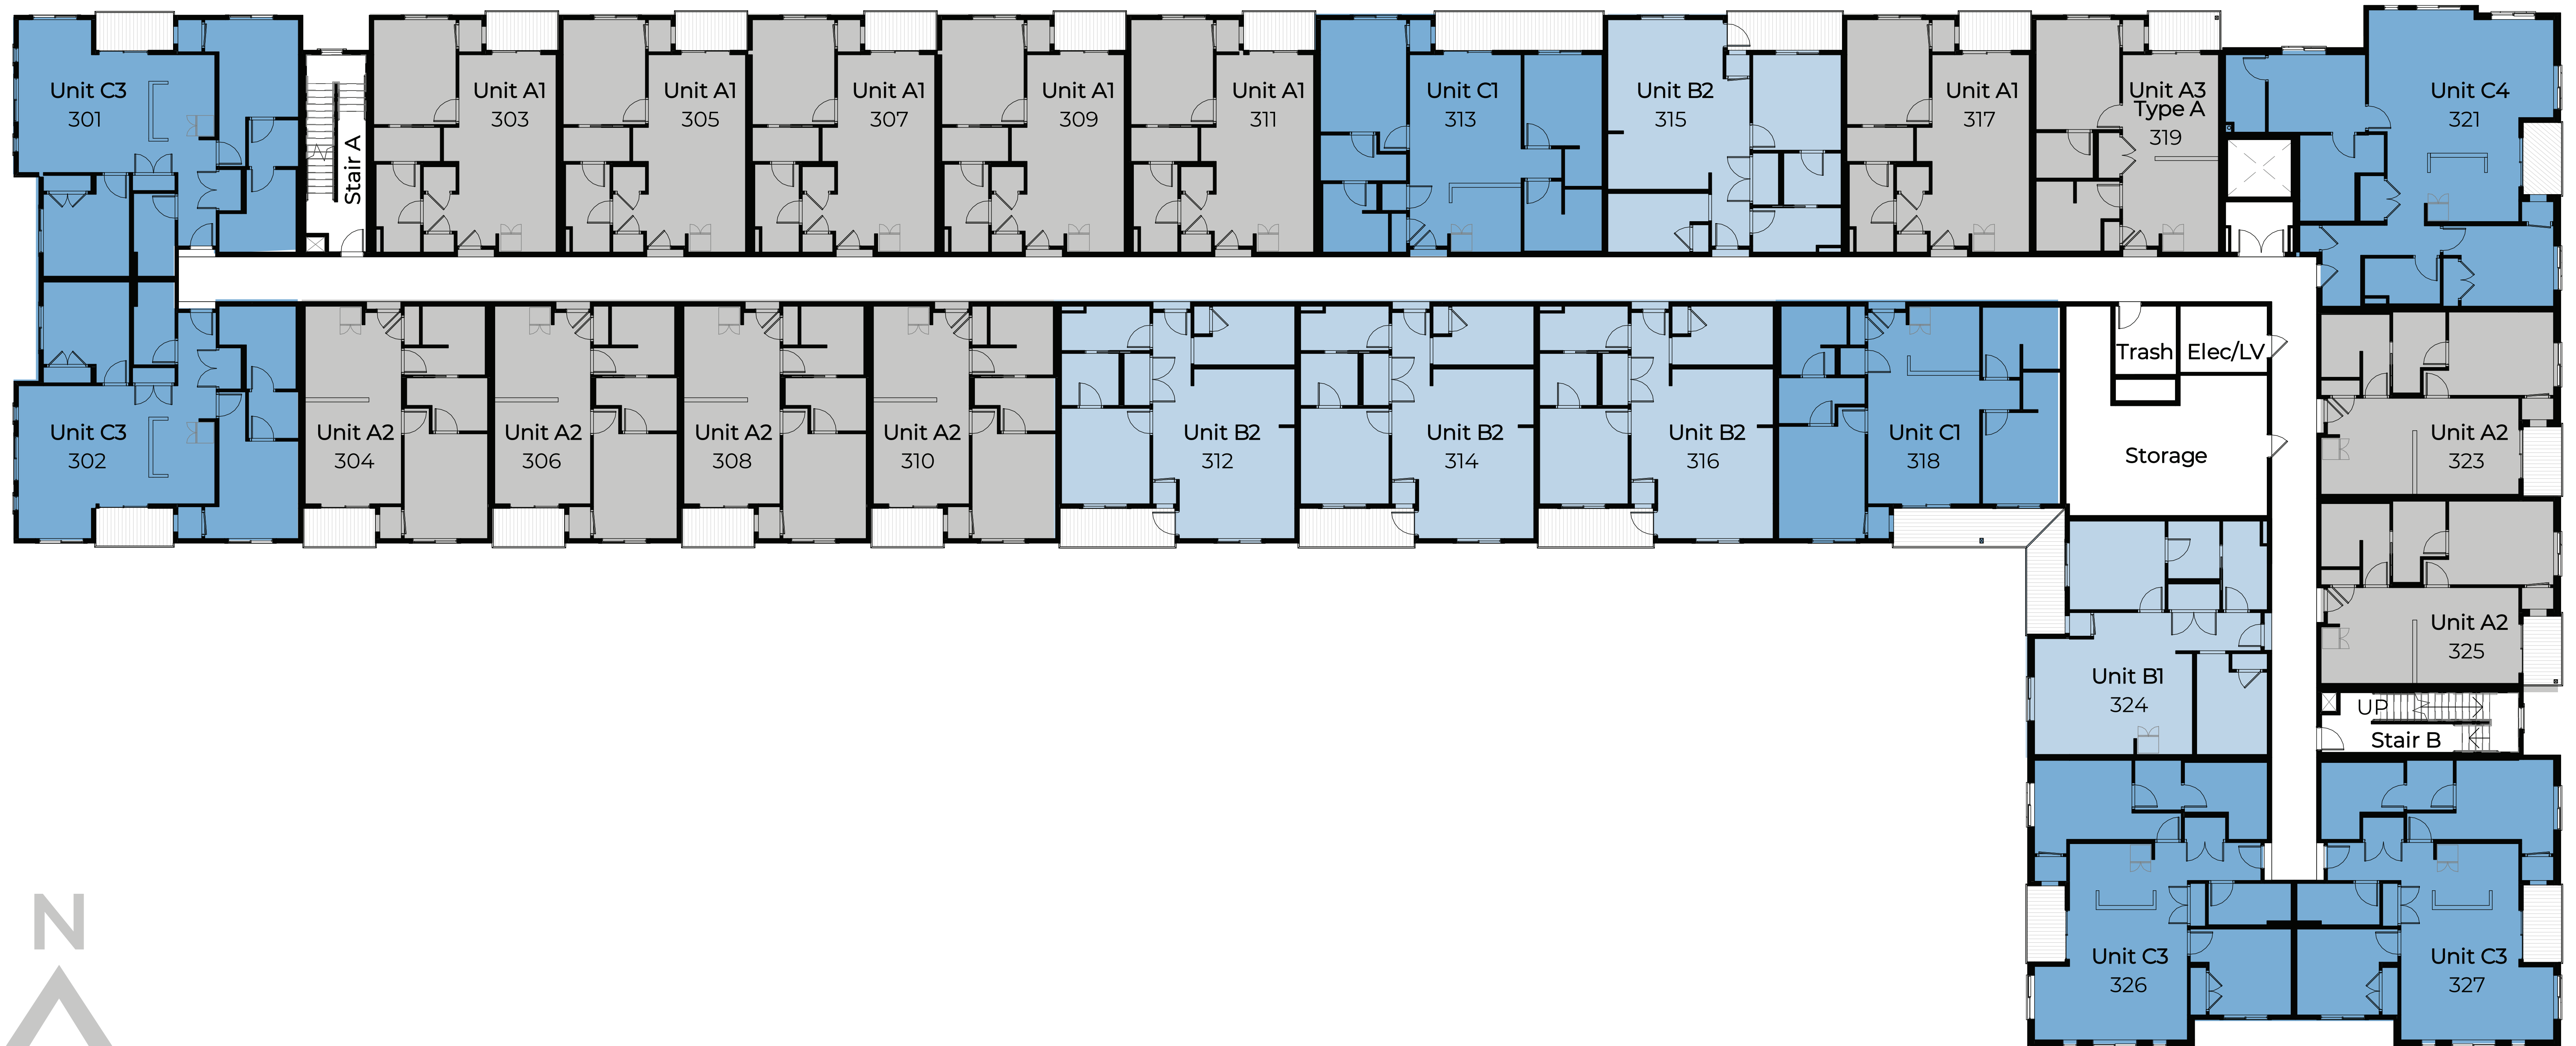 Unit C3
301
Stair A
Unit A1
303
Unit A1
305
Unit A1
307
Unit A1
309
Unit A1
311
Unit C1
313
Unit B2
315
Unit A1
317
Unit A3
Type A
319
Unit C4
321
Unit C3
302
Unit A2
304
Unit A2
306
Unit A2
308
Unit A2
310
Unit B2
312
Unit B2
314
Unit B2
316
Unit C1
318
Trash
Elec/LV
Storage
Unit A2
323
Unit A2
325
Unit B1
324
UP
Stair B
Unit C3
326
Unit C3
327
N